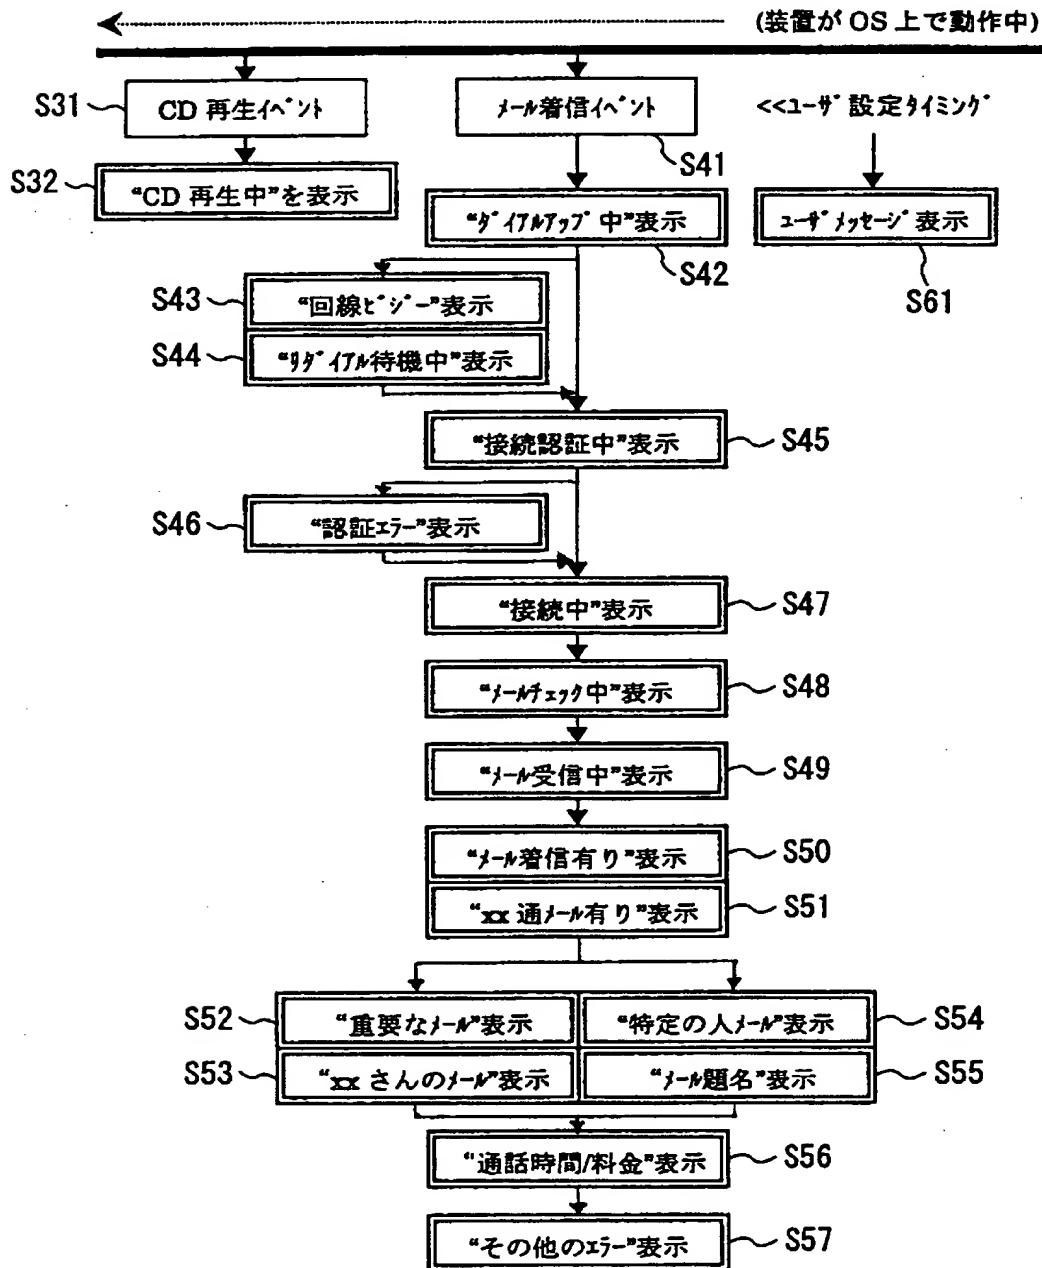 (装置が OS 上で動作中)
S31
CD 再生ｲﾍﾞﾝﾄ
ﾒｰﾙ着信ｲﾍﾞﾝﾄ
<<ﾕｰｻﾞ設定ﾀｲﾐﾝｸﾞ
S41
S32
“CD 再生中”を表示
“ﾀﾞｲｱﾙｱｯﾌﾟ中”表示
ﾕｰｻﾞﾒｯｾｰｼﾞ表示
S42
S61
S43
“回線ﾋﾞｼﾞｰ”表示
S44
“ﾘﾀﾞｲｱﾙ待機中”表示
“接続認証中”表示
S45
S46
“認証ｴﾗｰ”表示
“接続中”表示
S47
“ﾒｰﾙﾁｪｯｸ中”表示
S48
“ﾒｰﾙ受信中”表示
S49
“ﾒｰﾙ着信有り”表示
S50
“xx 通ﾒｰﾙ有り”表示
S51
S52
“重要なﾒｰﾙ”表示
“特定の人ﾒｰﾙ”表示
S54
S53
“xx さんのﾒｰﾙ”表示
“ﾒｰﾙ題名”表示
S55
“通話時間/料金”表示
S56
“その他のｴﾗｰ”表示
S57